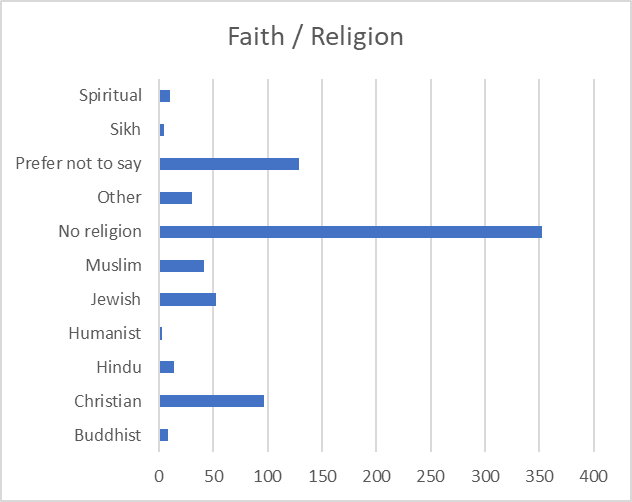 Faith / Religion
Spiritual
Sikh
Prefer not to say
Other
No religion
Muslim
Jewish
Humanist
Hindu
Christian
Buddhist
0 50 100 150 200 250 300 350 400